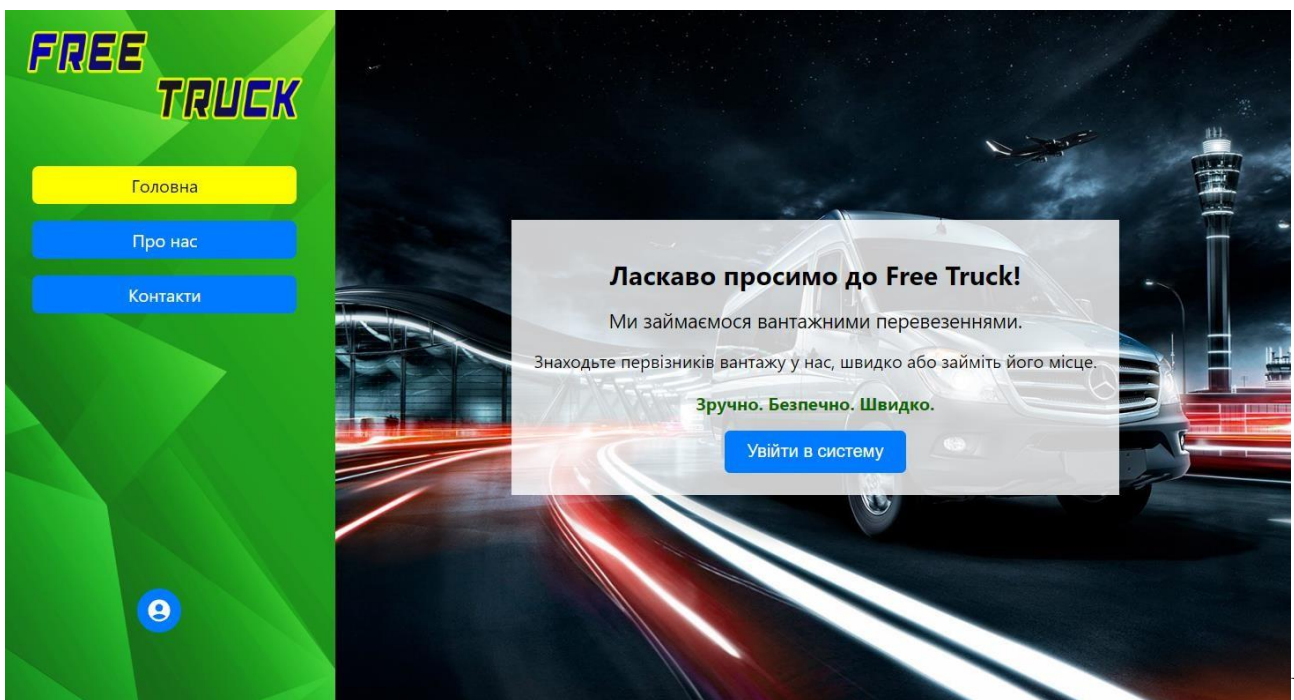 FREE
TRUCK
Головна
Про нас
Контакти
Ласкаво просимо до Free Truck!
Ми займаємося вантажними перевезеннями.
Знаходьте первізників вантажу у нас, швидко або займіть його місце.
Зручно. Безпечно. Швидко.
Увійти в систему